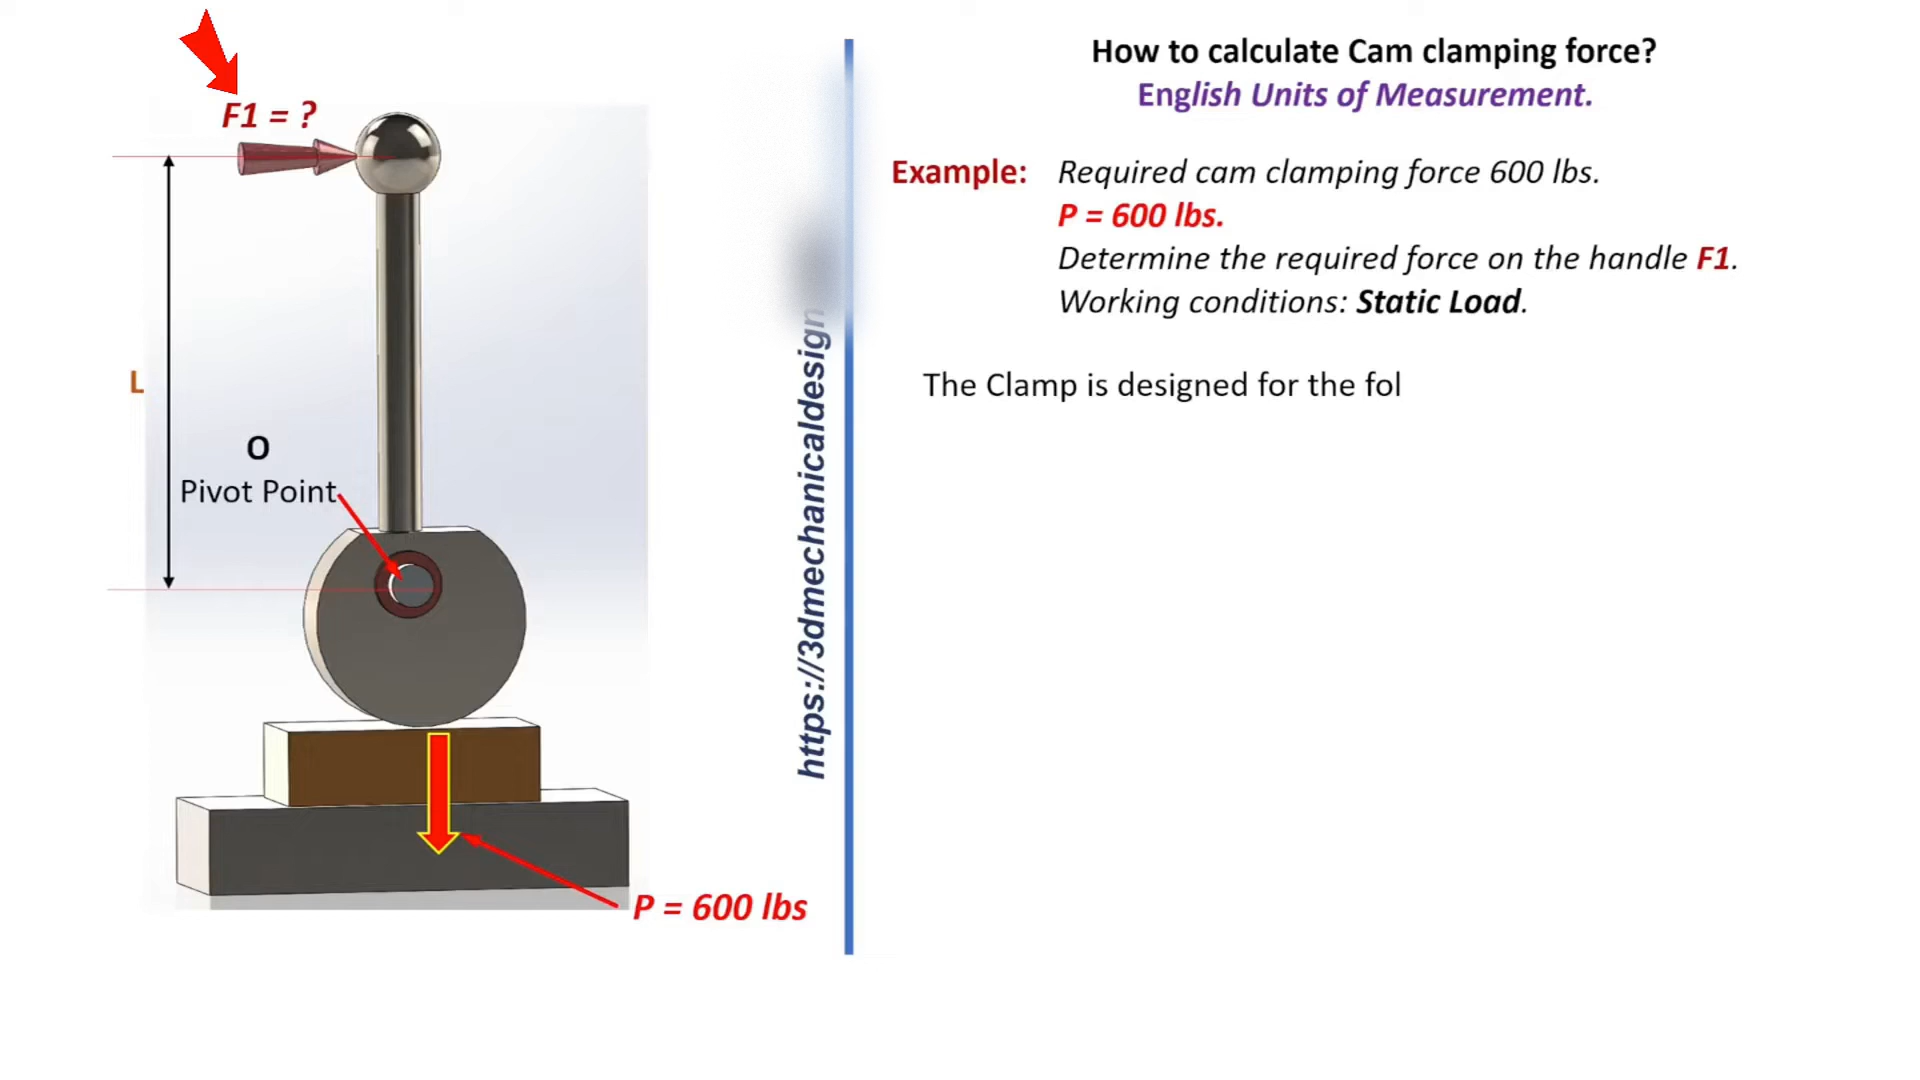 How to calculate Cam clamping force?
English Units of Measurement.
F1 = ?
Example: Required cam clamping force 600 lbs.
P = 600 lbs.
Determine the required force on the handle F1.
Working conditions: Static Load.
The Clamp is designed for the fol
L
O
Pivot Point
https://3dmechanicaldesign
P = 600 lbs